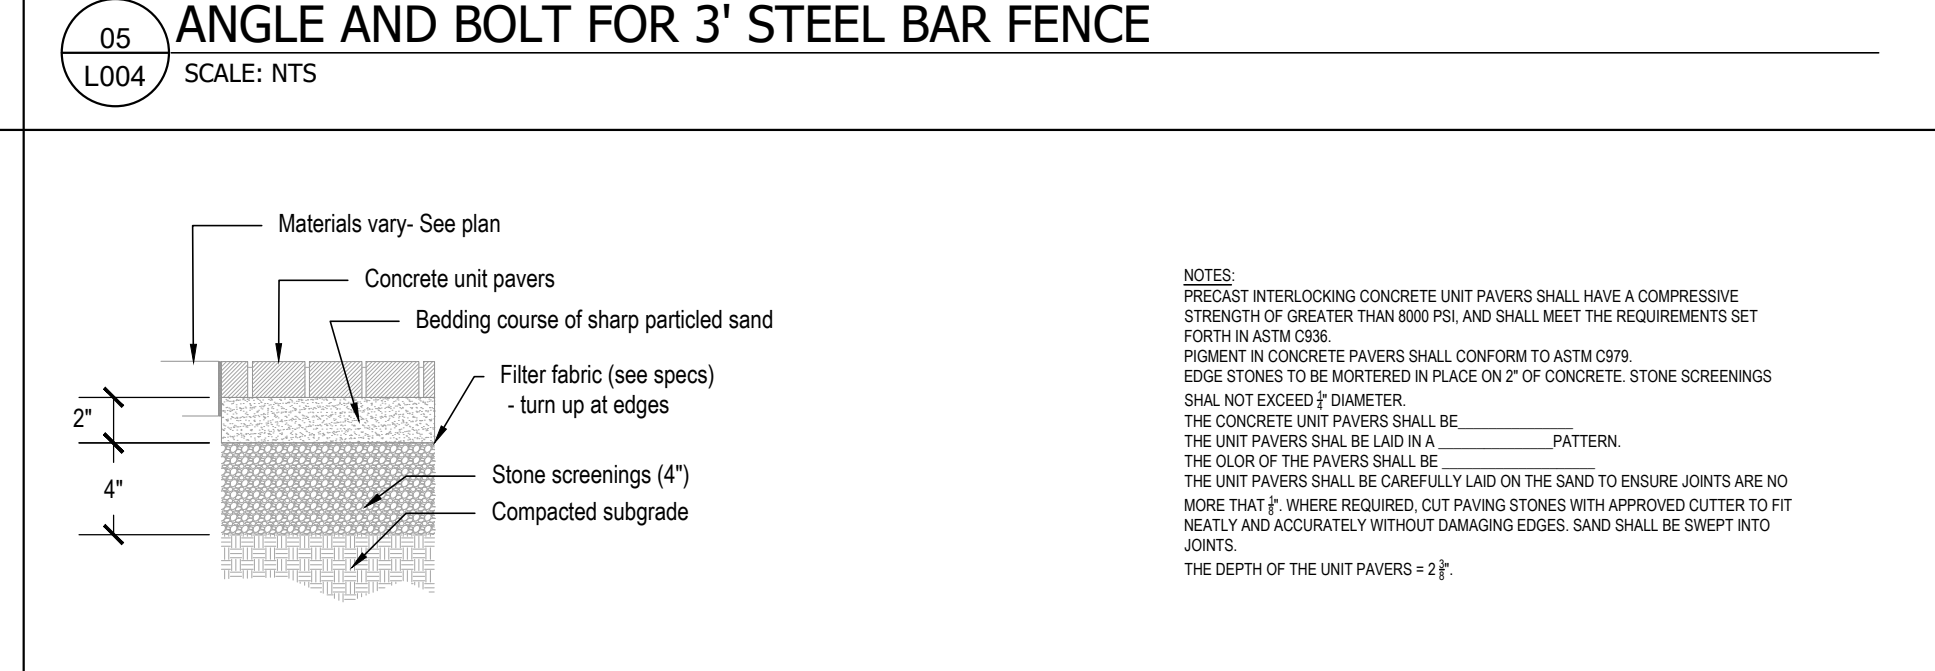 05
L004
ANGLE AND BOLT FOR 3' STEEL BAR FENCE
SCALE: NTS
Materials vary- See plan
Concrete unit pavers
Bedding course of sharp particled sand
Filter fabric (see specs)
- turn up at edges
2"
4"
Stone screenings (4")
Compacted subgrade
NOTES:
PRECAST INTERLOCKING CONCRETE UNIT PAVERS SHALL HAVE A COMPRESSIVE
STRENGTH OF GREATER THAN 8000 PSI, AND SHALL MEET THE REQUIREMENTS SET
FORTH IN ASTM C936.
PIGMENT IN CONCRETE PAVERS SHALL CONFORM TO ASTM C979.
EDGE STONES TO BE MORTERED IN PLACE ON 2" OF CONCRETE. STONE SCREENINGS
SHAL NOT EXCEED 1/4" DIAMETER.
THE CONCRETE UNIT PAVERS SHALL BE_______________
THE UNIT PAVERS SHAL BE LAID IN A _______________PATTERN.
THE OLOR OF THE PAVERS SHALL BE ____________________
THE UNIT PAVERS SHALL BE CAREFULLY LAID ON THE SAND TO ENSURE JOINTS ARE NO
MORE THAT 1/8". WHERE REQUIRED, CUT PAVING STONES WITH APPROVED CUTTER TO FIT
NEATLY AND ACCURATELY WITHOUT DAMAGING EDGES. SAND SHALL BE SWEPT INTO
JOINTS.
THE DEPTH OF THE UNIT PAVERS = 2 3/8".